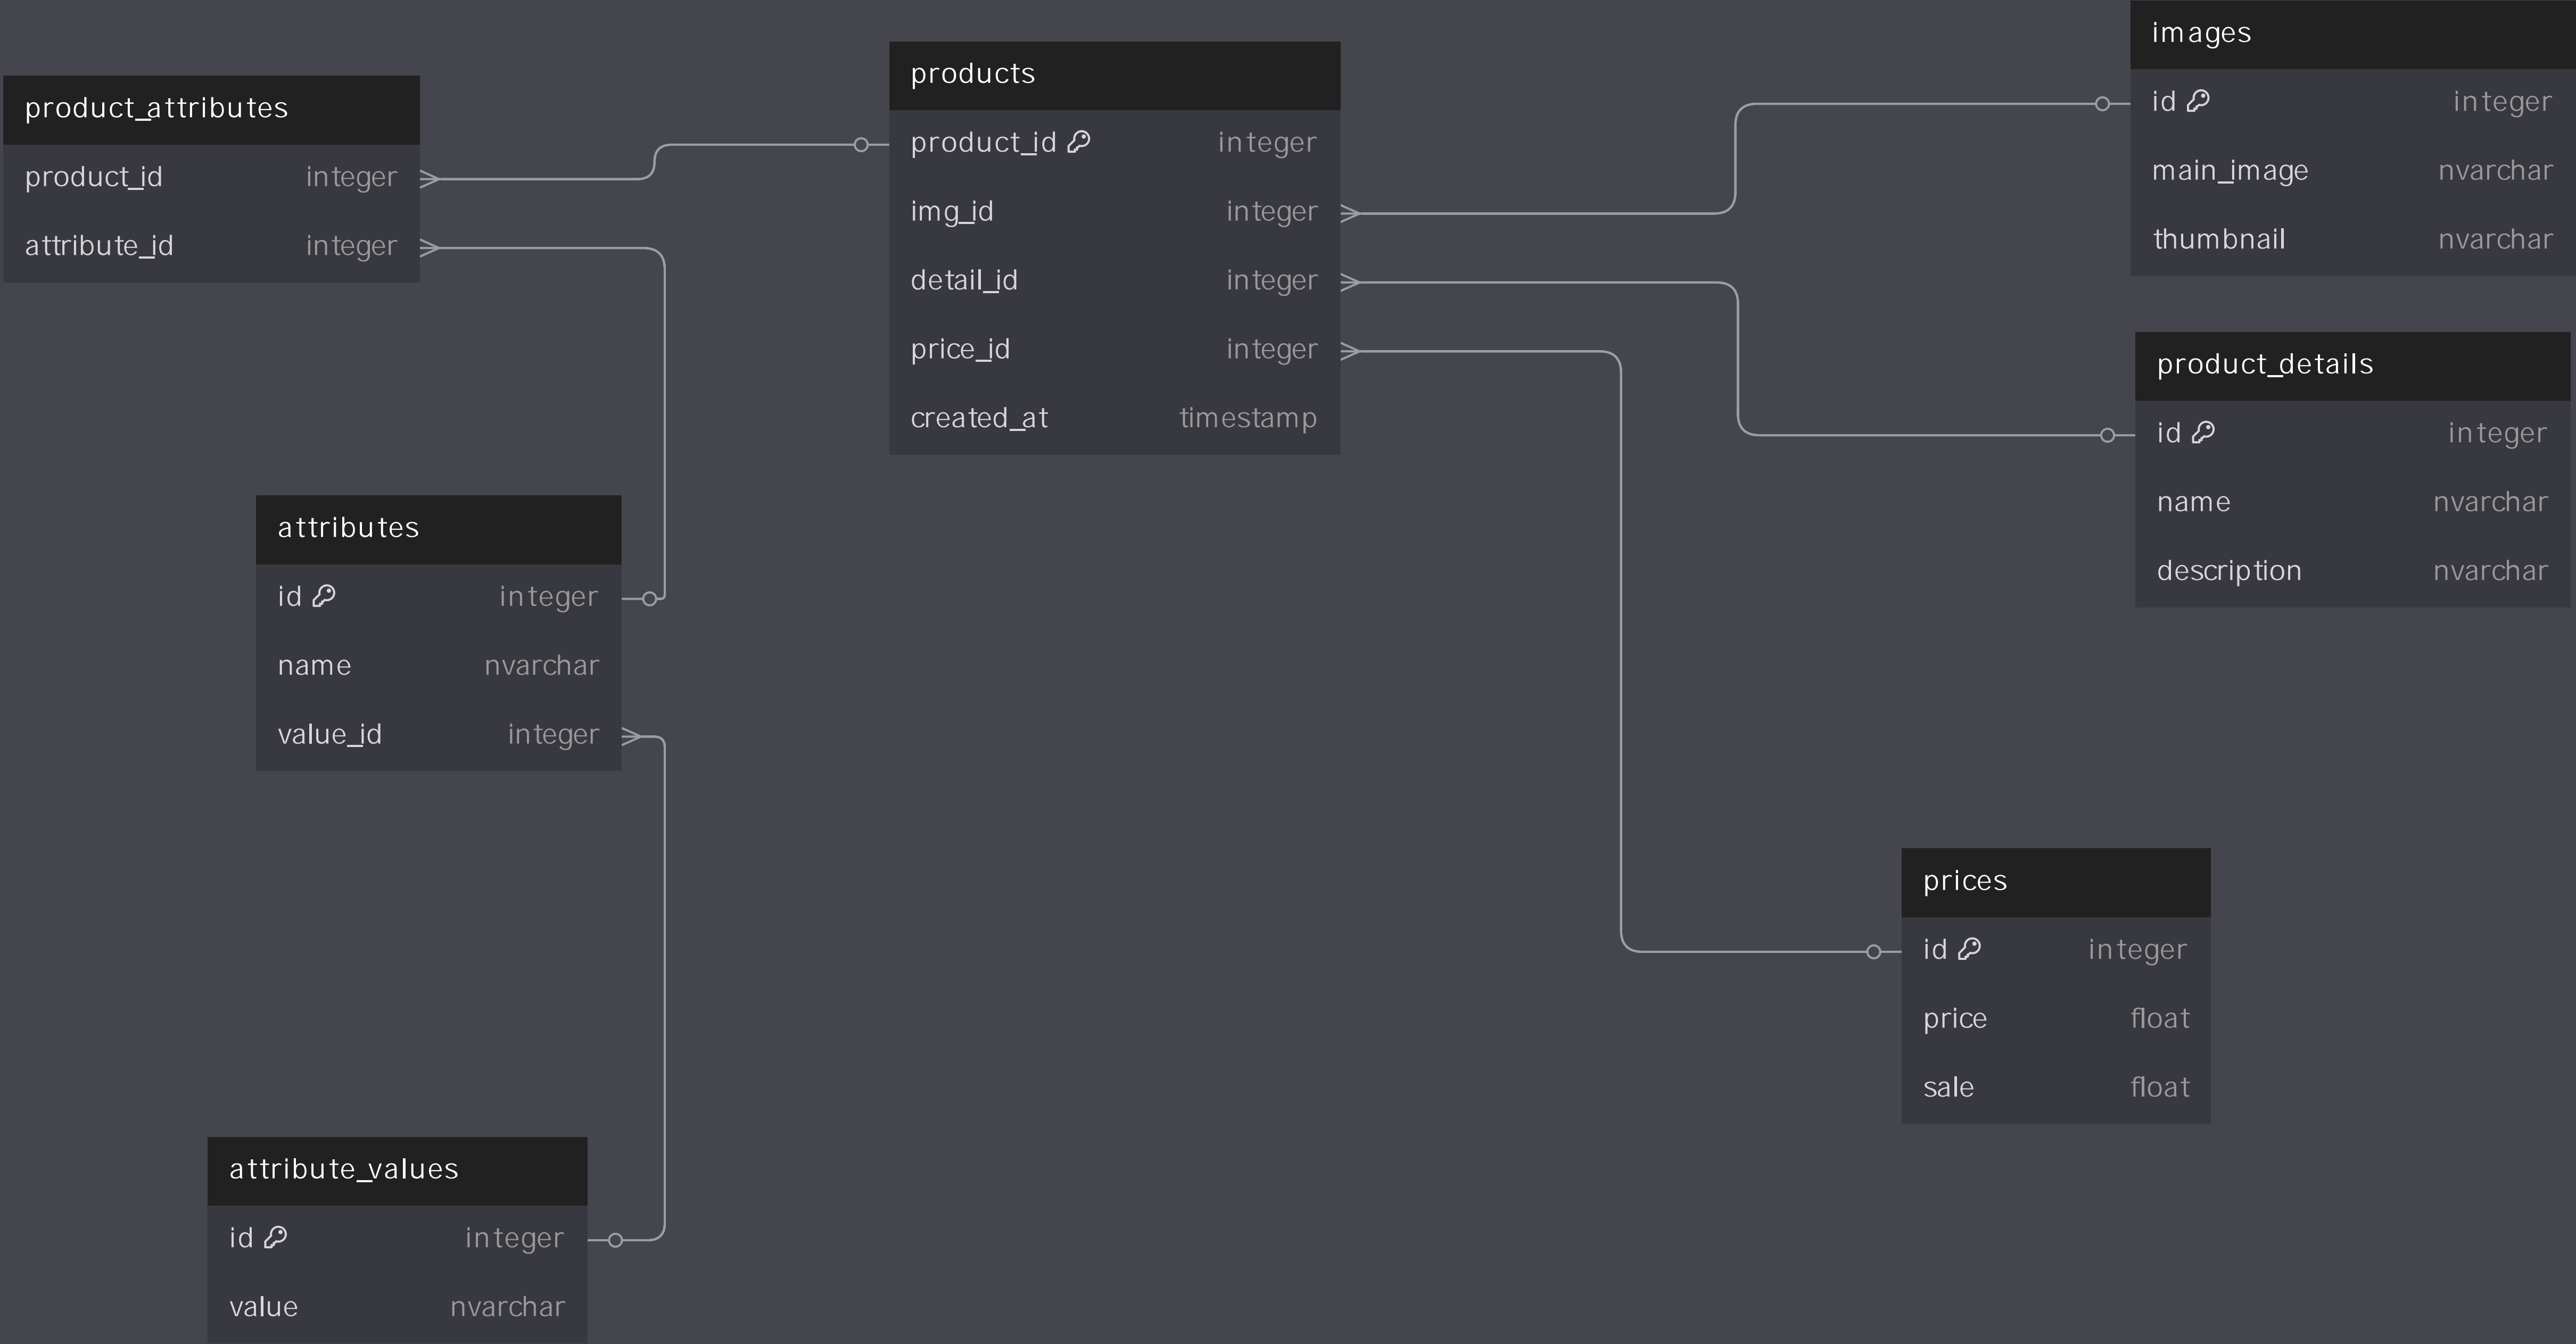 product_attributes
product_id integer
attribute_id integer
products
product_id integer
img_id integer
detail_id integer
price_id integer
created_at timestamp
images
id integer
main_image nvarchar
thumbnail nvarchar
product_details
id integer
name nvarchar
description nvarchar
attributes
id integer
name nvarchar
value_id integer
prices
id integer
price float
sale float
attribute_values
id integer
value nvarchar